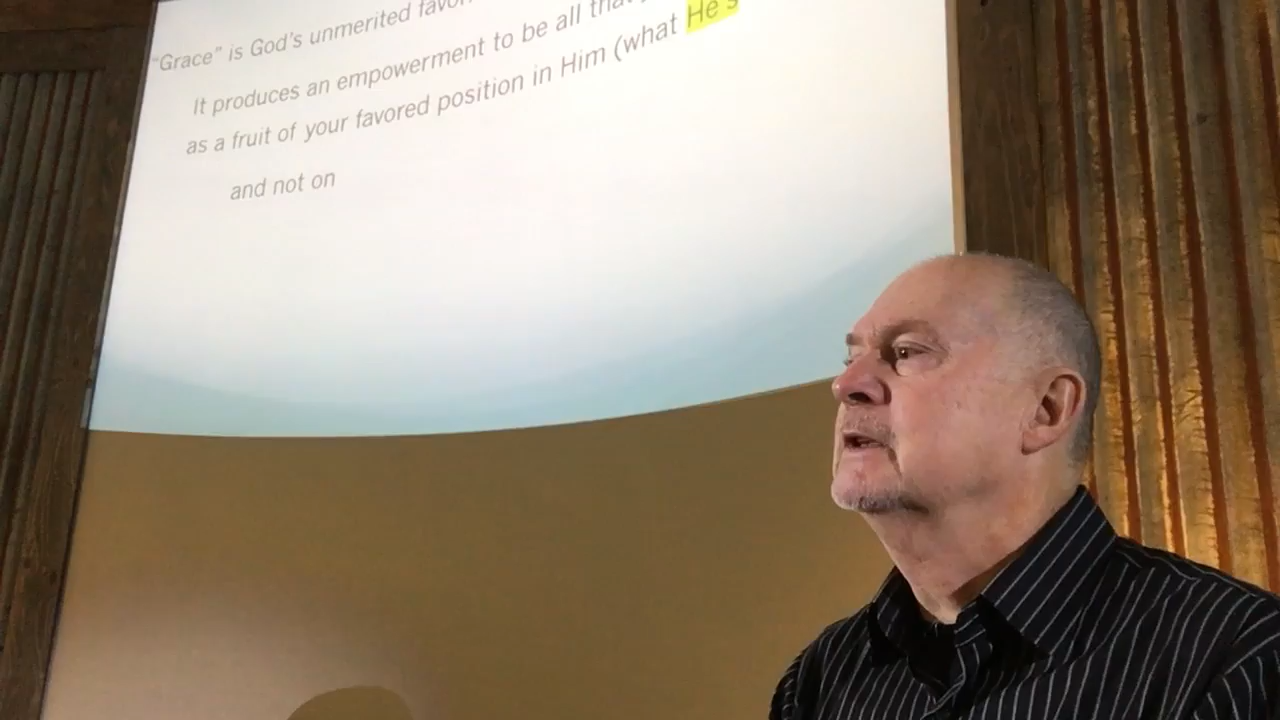 "Grace" is God's unmerited favor
It produces an empowerment to be all that
as a fruit of your favored position in Him (what He's
and not on